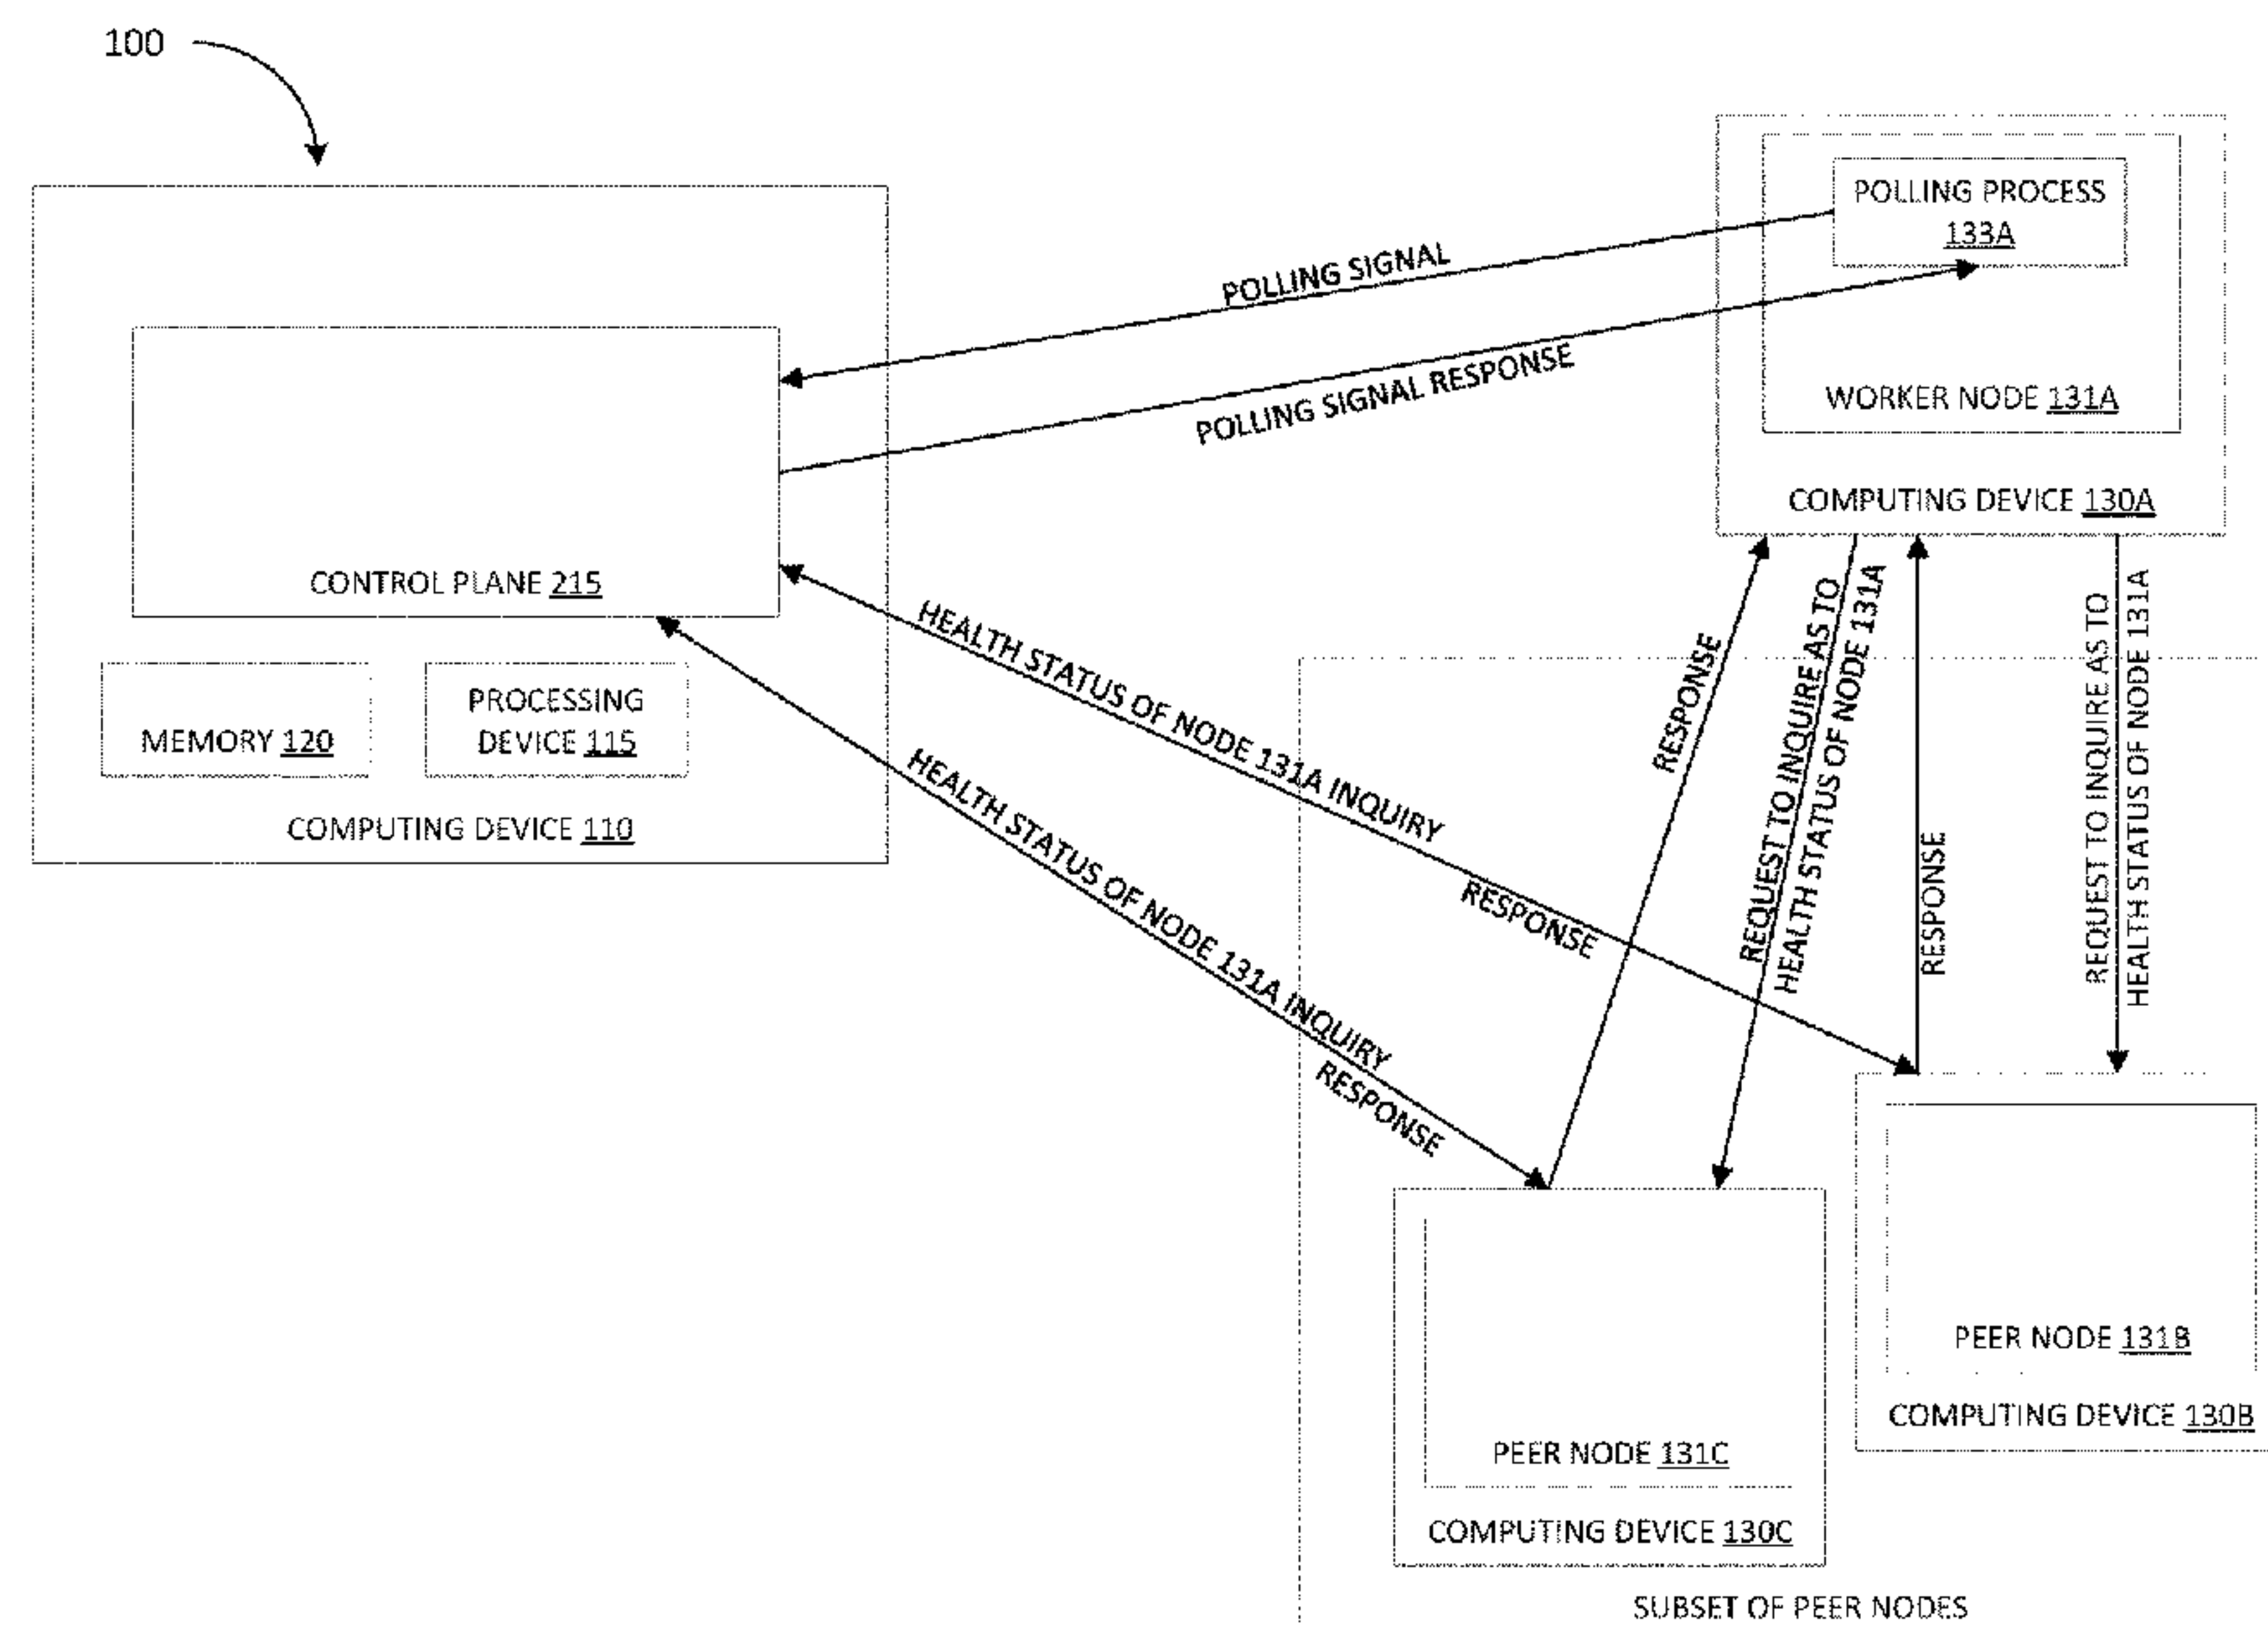 100
POLLING PROCESS
133A
WORKER NODE 131A
COMPUTING DEVICE 130A
POLLING SIGNAL
POLLING SIGNAL RESPONSE
CONTROL PLANE 215
MEMORY 120
PROCESSING
DEVICE 115
COMPUTING DEVICE 110
HEALTH STATUS OF NODE 131A INQUIRY
RESPONSE
HEALTH STATUS OF NODE 131A INQUIRY
RESPONSE
RESPONSE
REQUEST TO INQUIRE AS TO
HEALTH STATUS OF NODE 131A
RESPONSE
REQUEST TO INQUIRE AS TO
HEALTH STATUS OF NODE 131A
PEER NODE 131B
COMPUTING DEVICE 130B
PEER NODE 131C
COMPUTING DEVICE 130C
SUBSET OF PEER NODES